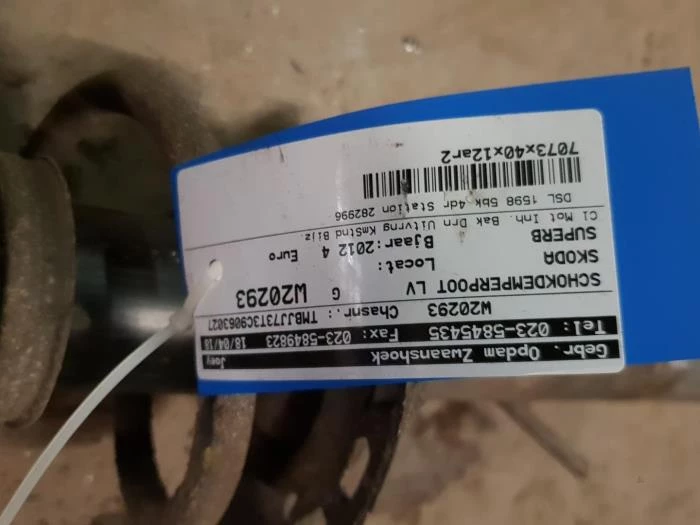 Gebr. Opdam Zwaanshoek Joey
Tel: 023-5845435 Fax: 023-5849823 18/04/18
W20293 Chasnr.: TMBJJ73T3C9063027
SCHOKDEMPERPOOT LV G W20293
SKODA Locat:
SUPERB Bjaar:2012 4 Euro
Cl Mot Inh. Bak Drn Uitvrng KmStnd Bijz.
DSL 1598 5bk 4dr Station 282996
7073x40x12ar2